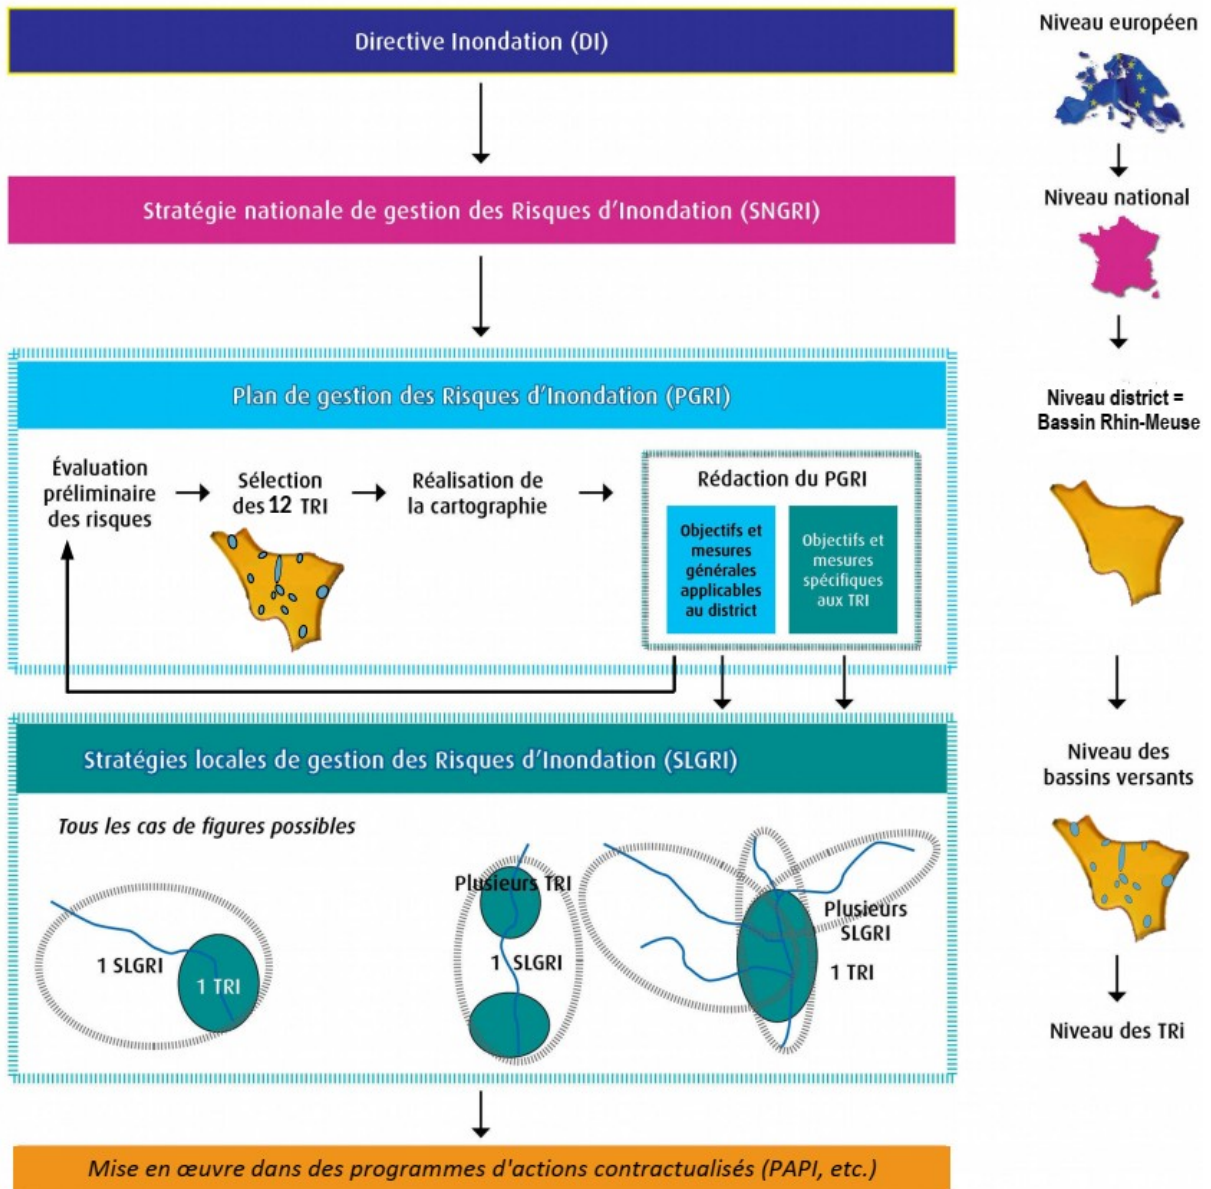 Directive Inondation (DI)
Niveau européen
Stratégie nationale de gestion des Risques d'Inondation (SNGRI)
Niveau national
Plan de gestion des Risques d'Inondation (PGRI)
Niveau district =
Bassin Rhin-Meuse
Évaluation
préliminaire
des risques
Sélection
des 12 TRI
Réalisation de
la cartographie
Rédaction du PGRI
Objectifs et
mesures
générales
applicables
au district
Objectifs et
mesures
spécifiques
aux TRI
Stratégies locales de gestion des Risques d'Inondation (SLGRI)
Niveau des
bassins versants
Tous les cas de figures possibles
1 SLGRI
1 TRI
Plusieurs TRI
1 SLGRI
Plusieurs
SLGRI
1 TRI
Niveau des TRi
Mise en œuvre dans des programmes d'actions contractualisés (PAPI, etc.)